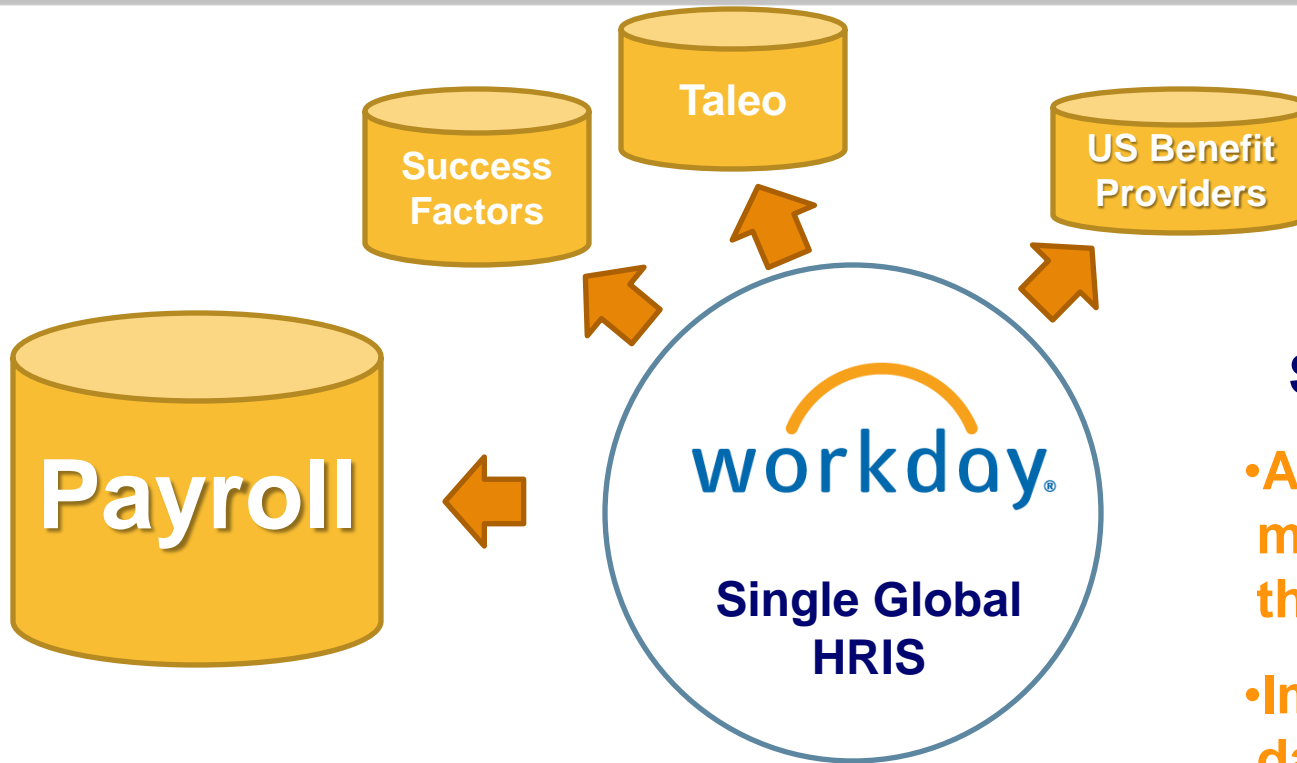 Taleo
Success
Factors
US Benefit
Providers
Payroll
workday®
Single Global
HRIS